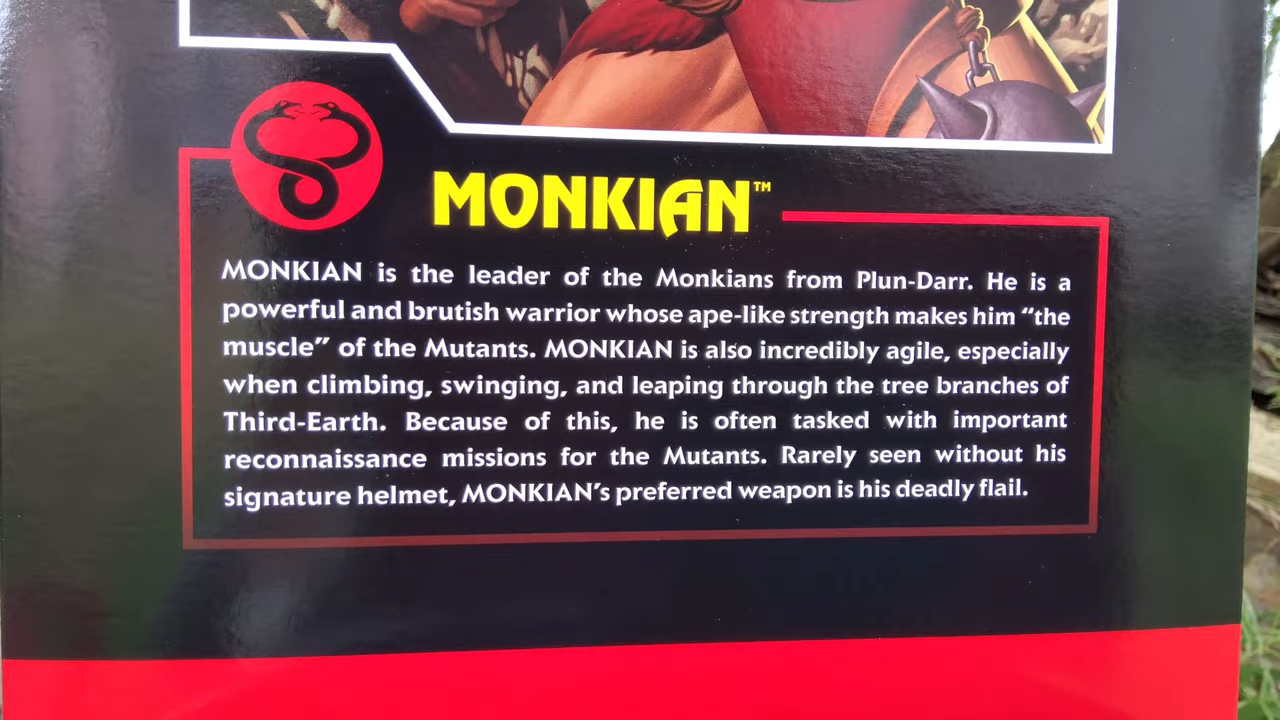 MONKIAN™
MONKIAN is the leader of the Monkians from Plun-Darr. He is a
powerful and brutish warrior whose ape-like strength makes him “the
muscle” of the Mutants. MONKIAN is also incredibly agile, especially
when climbing, swinging, and leaping through the tree branches of
Third-Earth. Because of this, he is often tasked with important
reconnaissance missions for the Mutants. Rarely seen without his
signature helmet, MONKIAN’s preferred weapon is his deadly flail.